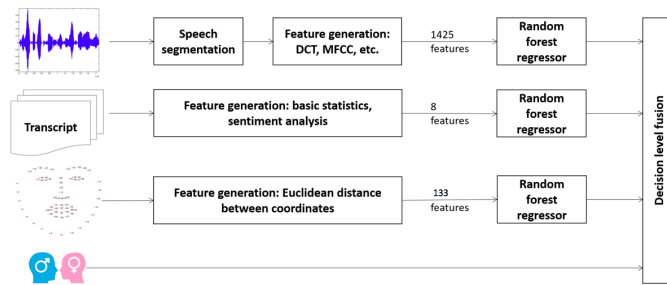 Speech
segmentation
Feature generation:
DCT, MFCC, etc.
1425
features
Random
forest
regressor
Transcript
Feature generation: basic statistics,
sentiment analysis
8
features
Random
forest
regressor
Feature generation: Euclidean distance
between coordinates
133
features
Random
forest
regressor
Decision level fusion